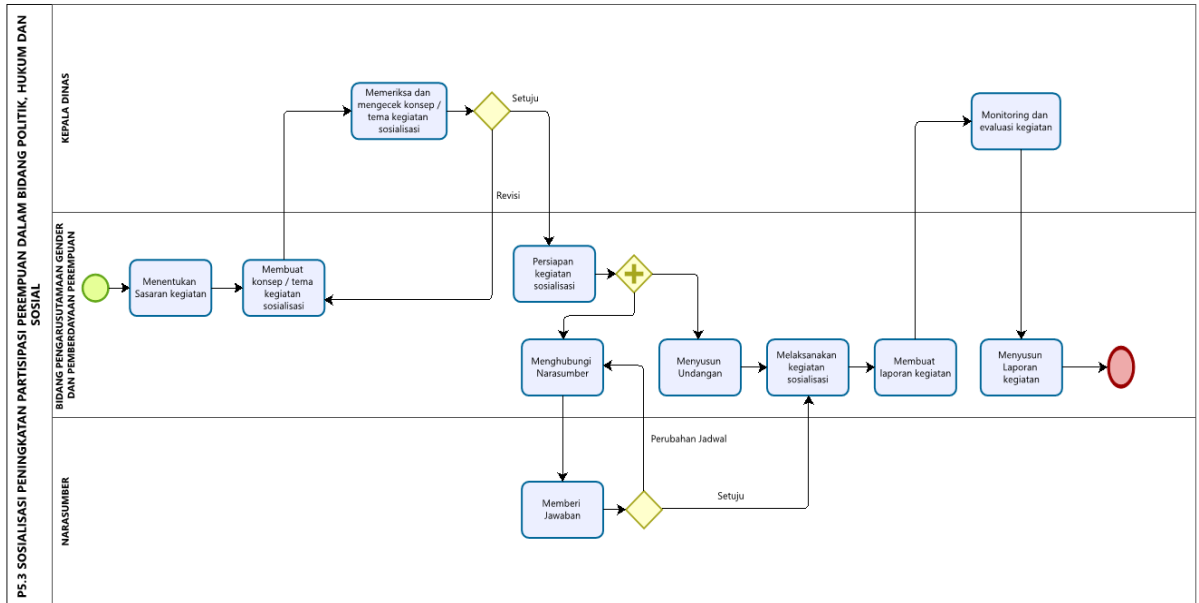 P5.3 SOSIALISASI PENINGKATAN PARTISIPASI PEREMPUAN DALAM BIDANG POLITIK, HUKUM DAN
SOSIAL
KEPALA DINAS
Memeriksa dan
mengecek konsep /
tema kegiatan
sosialisasi
Setuju
Revisi
Monitoring dan
evaluasi kegiatan
BIDANG PENGARUSUTAMAAN GENDER
DAN PEMBERDAYAAN PEREMPUAN
Menentukan
Sasaran kegiatan
Membuat
konsep / tema
kegiatan
sosialisasi
Persiapan
kegiatan
sosialisasi
Menghubungi
Narasumber
Menyusun
Undangan
Melaksanakan
kegiatan
sosialisasi
Membuat
laporan kegiatan
Menyusun
Laporan
kegiatan
NARASUMBER
Perubahan Jadwal
Memberi
Jawaban
Setuju